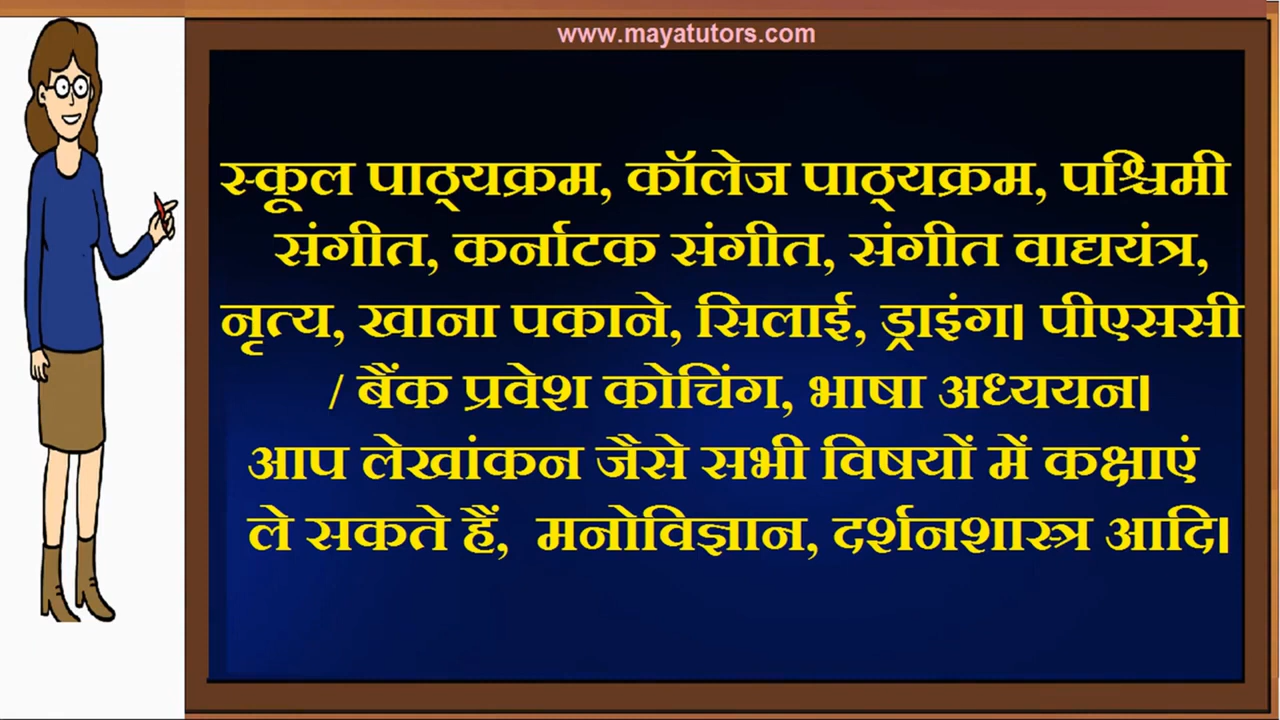 www.mayatutors.com
स्कूल पाठ्यक्रम, कॉलेज पाठ्यक्रम, पश्चिमी
संगीत, कर्नाटक संगीत, संगीत वाद्ययंत्र,
नृत्य, खाना पकाने, सिलाई, ड्राइंग। पीएससी
/ बैंक प्रवेश कोचिंग, भाषा अध्ययन।
आप लेखांकन जैसे सभी विषयों में कक्षाएं
ले सकते हैं, मनोविज्ञान, दर्शनशास्त्र आदि।